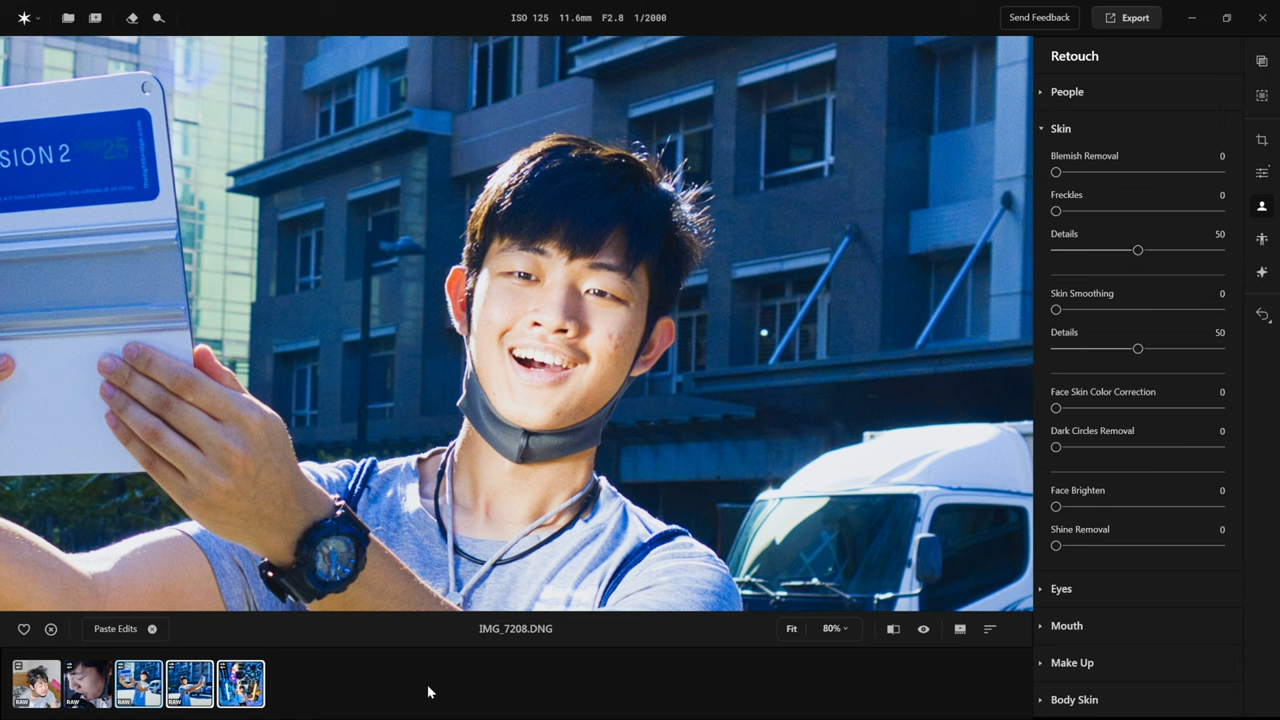 ISO 125 11.6mm F2.8 1/2000
Send Feedback
Export
SION 2
25
thelightbridge.com
Retouch
People
Skin
Blemish Removal 0
Freckles 0
Details 50
Skin Smoothing 0
Details 50
Face Skin Color Correction 0
Dark Circles Removal 0
Face Brighten 0
Shine Removal 0
Eyes
Mouth
Make Up
Body Skin
Paste Edits
IMG_7208.DNG
Fit
80%
RAW
RAW
RAW
RAW
RAW